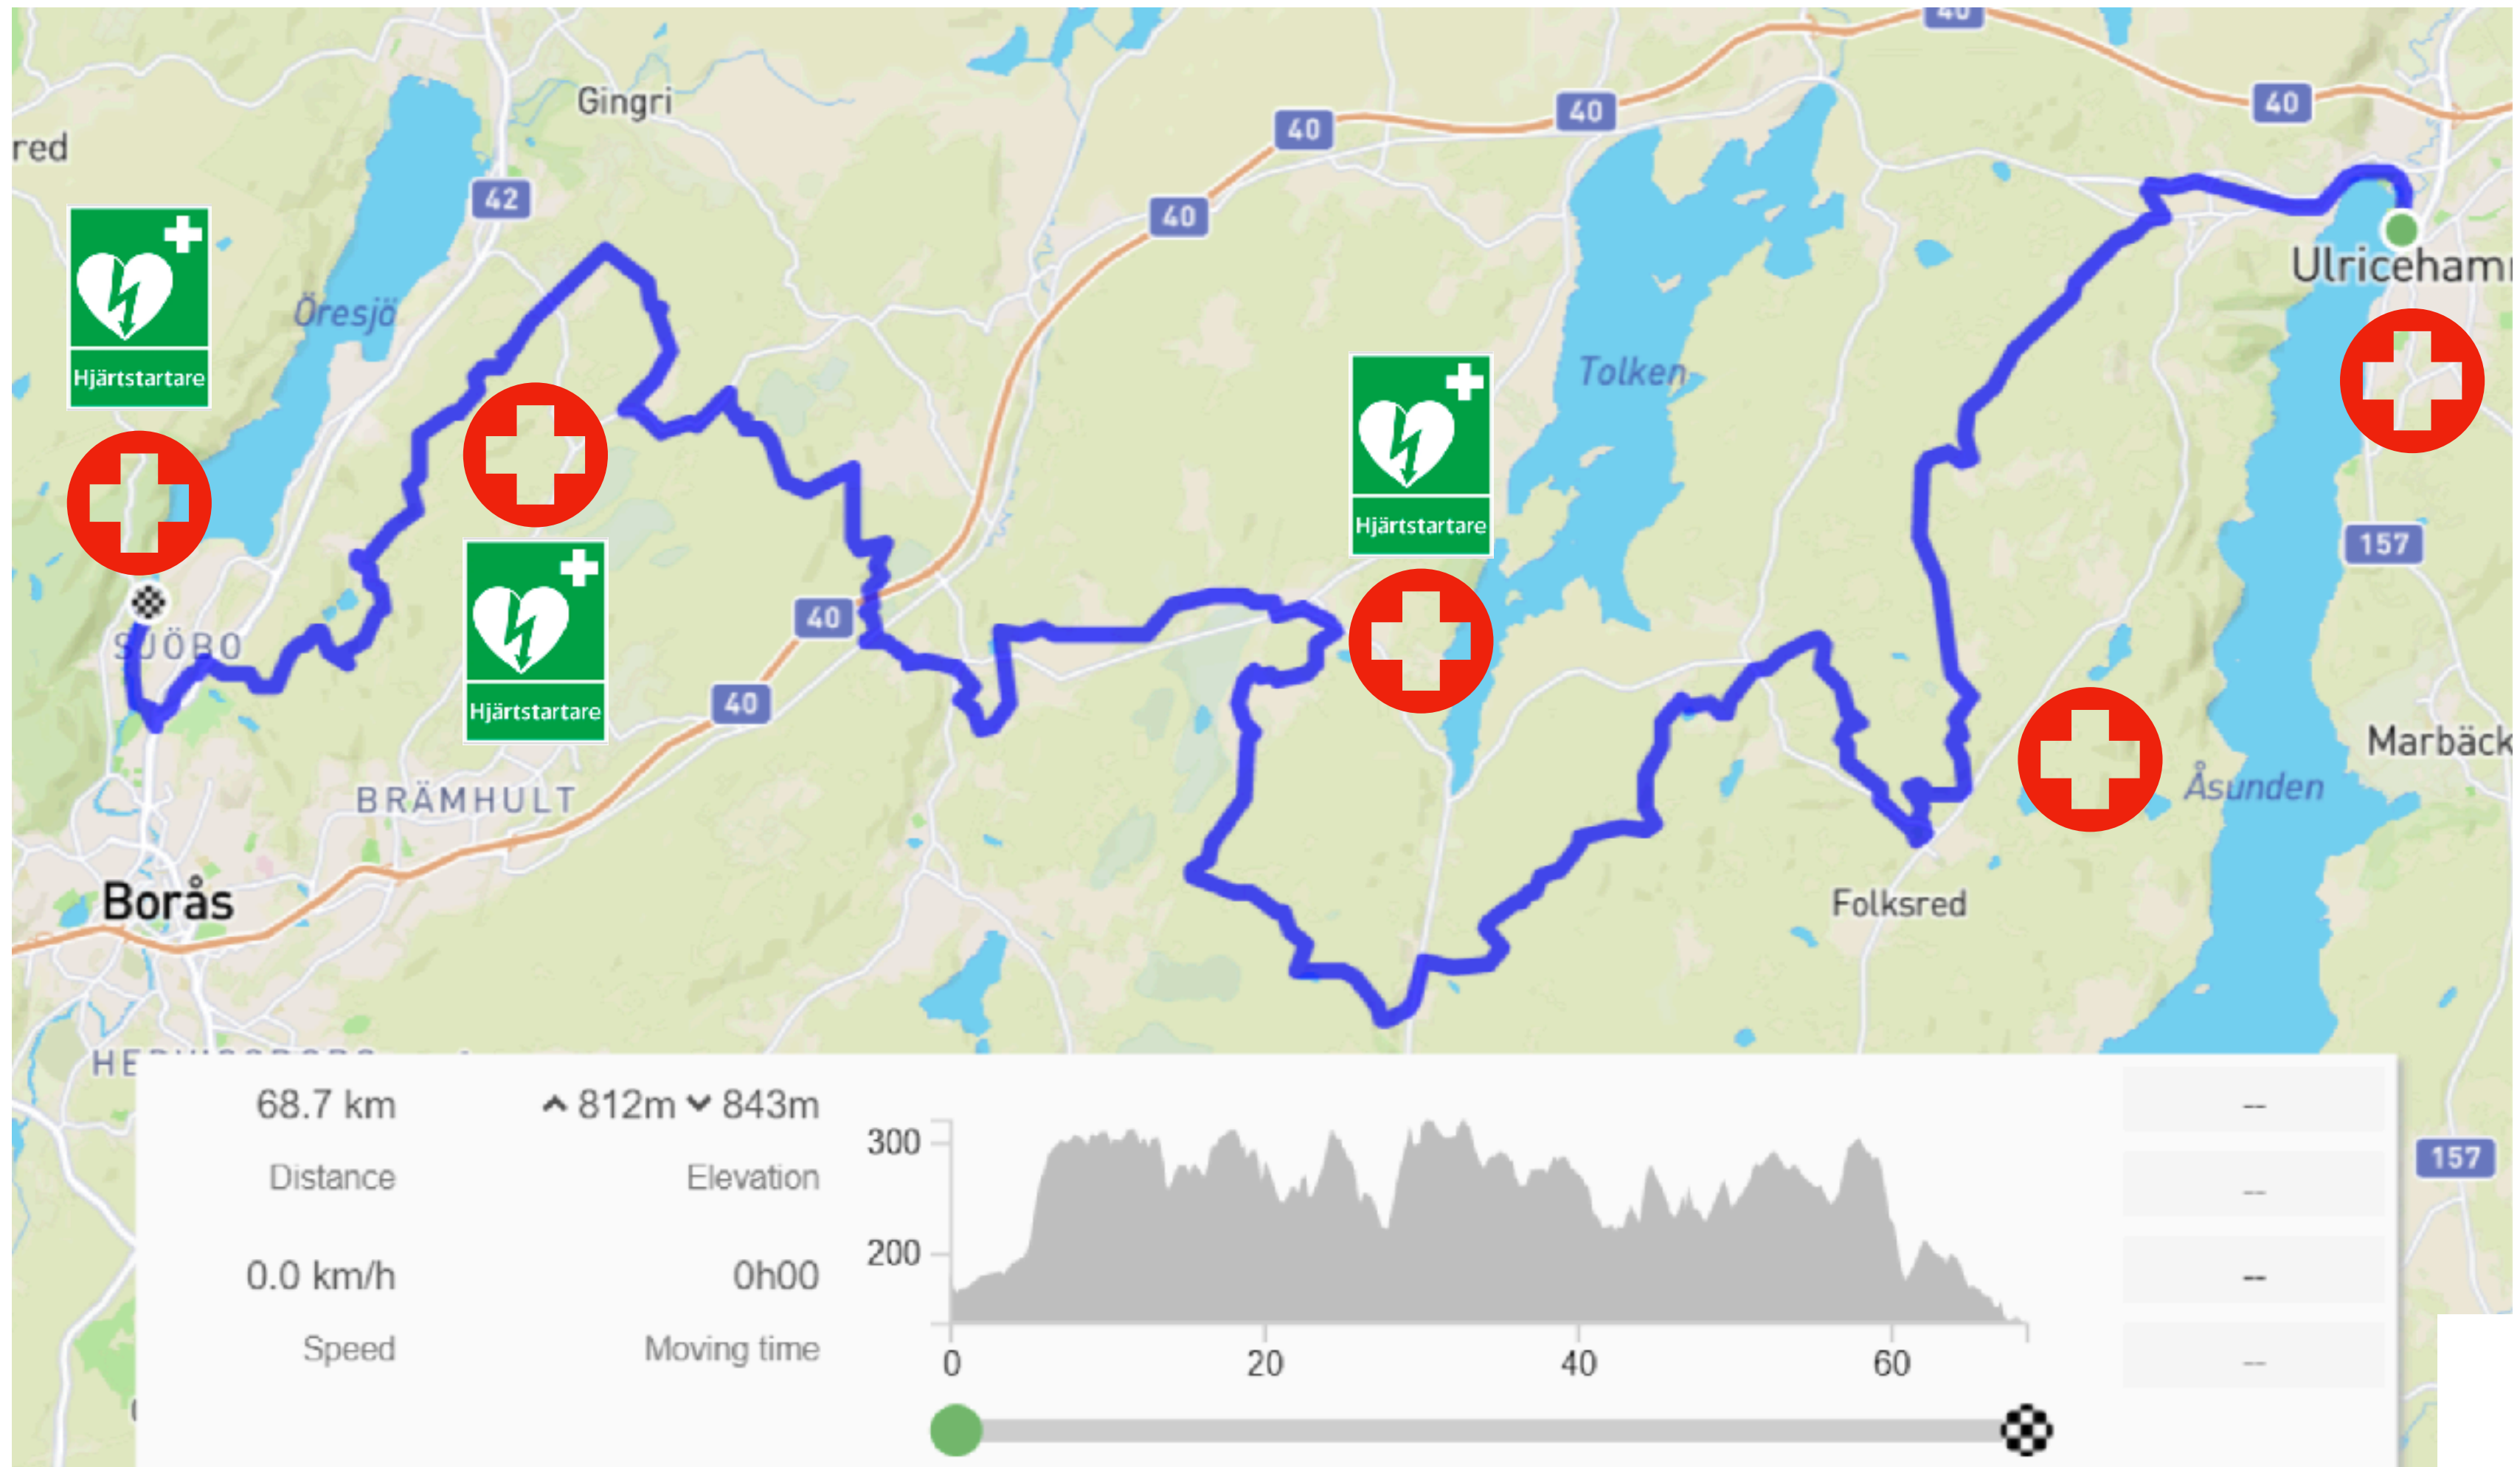 40
Gingri
40
40
40
red
42
40
Ulriceham
Öresjö
Hjärtstartare
Tolken
Hjärtstartare
157
40
SJÖBO
40
Hjärtstartare
Marbäck
Åsunden
BRÄMHULT
Borås
Folksred
68.7 km
812m 843m
Distance
Elevation
0.0 km/h
0h00
Speed
Moving time
300
200
0 20 40 60
--
--
--
--
157